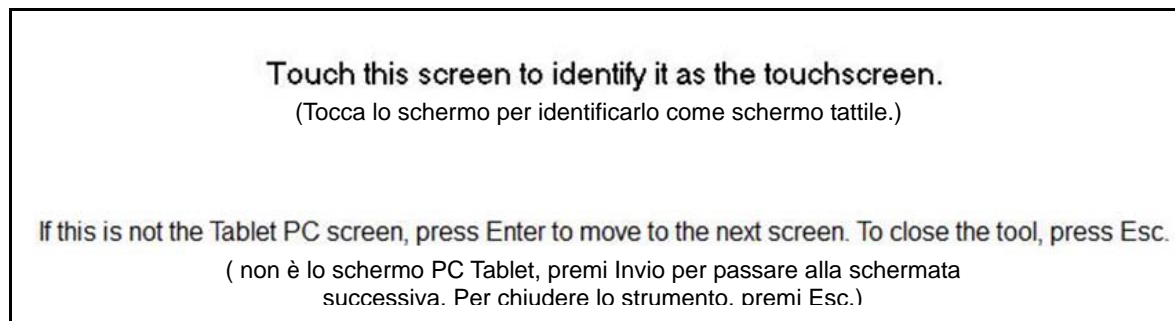 Touch this screen to identify it as the touchscreen.
(Tocca lo schermo per identificarlo come schermo tattile.)
If this is not the Tablet PC screen, press Enter to move to the next screen. To close the tool, press Esc.
( non è lo schermo PC Tablet, premi Invio per passare alla schermata
successiva. Per chiudere lo strumento, premi Esc.)